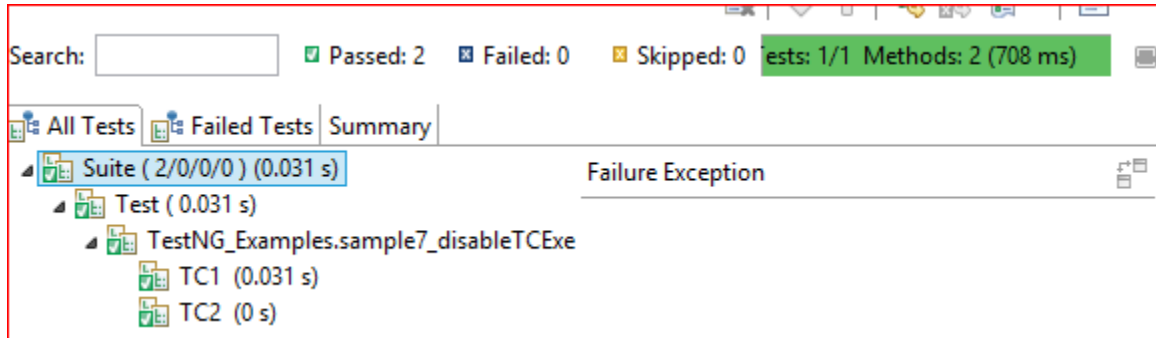 Search: Passed: 2 Failed: 0 Skipped: 0 ests: 1/1 Methods: 2 (708 ms)
All Tests Failed Tests Summary
Suite ( 2/0/0/0 ) (0.031 s) Failure Exception
Test ( 0.031 s)
TestNG_Examples.sample7_disableTCExe
TC1 (0.031 s)
TC2 (0 s)